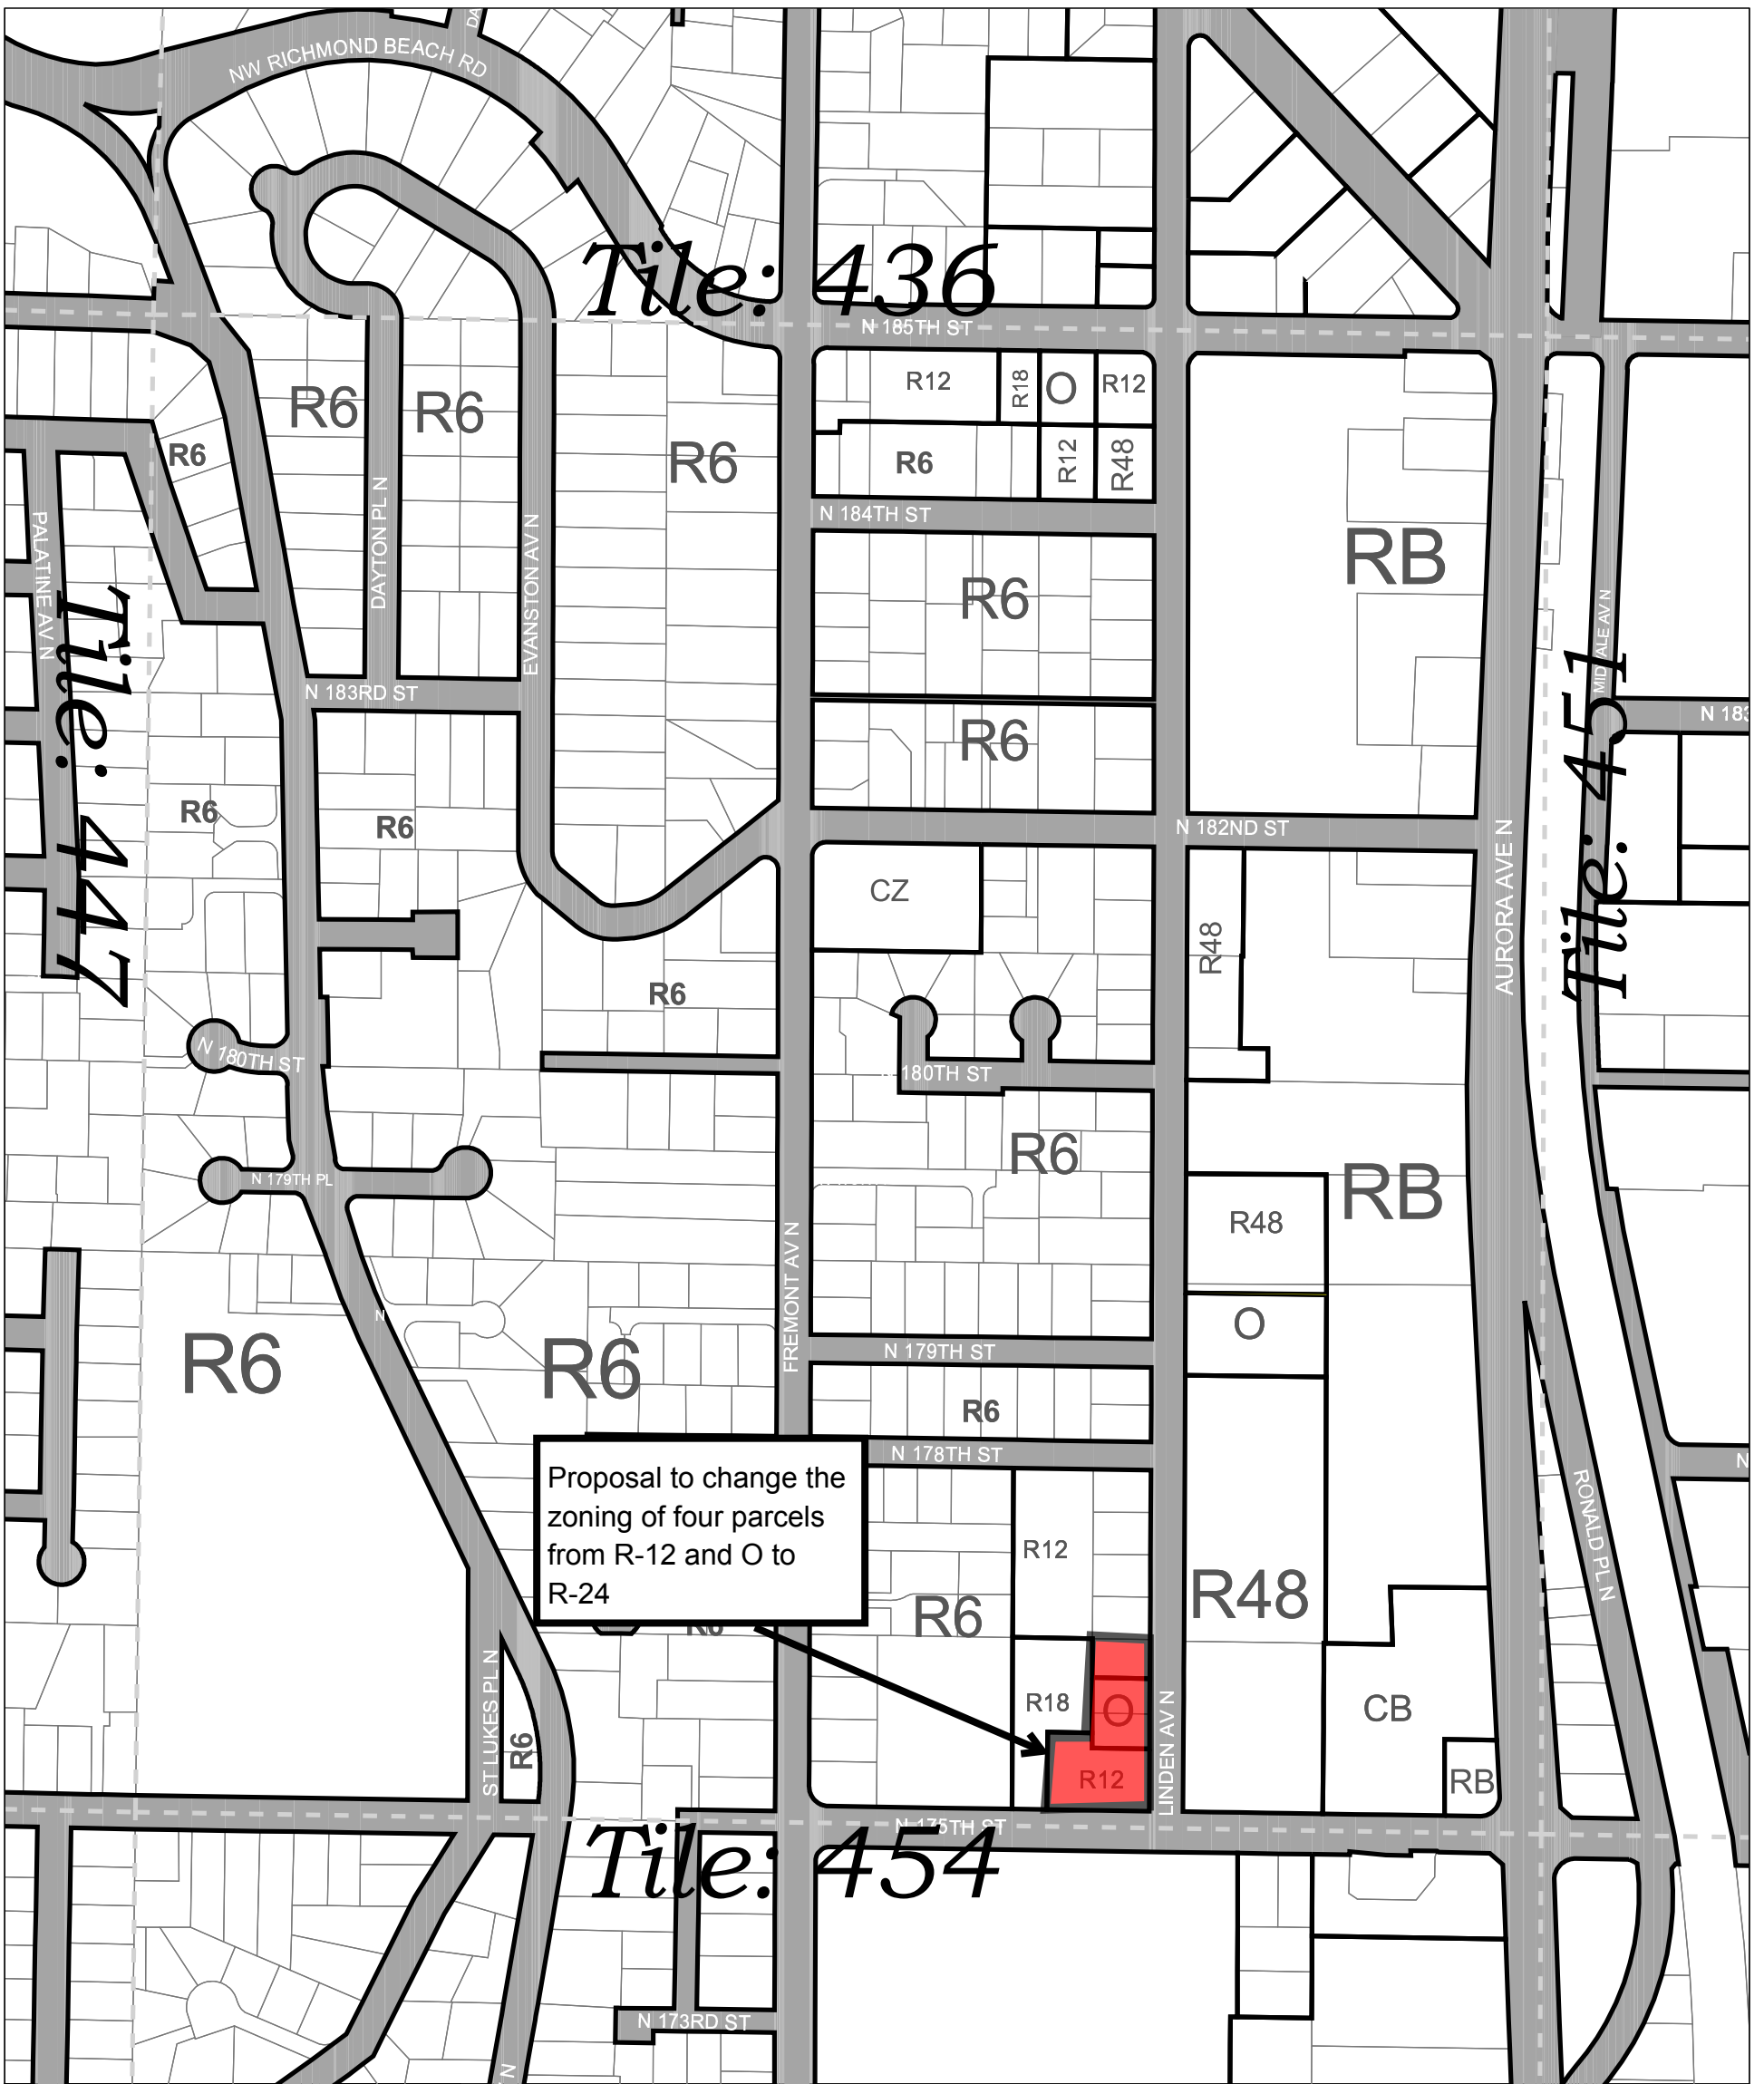 DA
NW RICHMOND BEACH RD
Tile: 436
N 185TH ST
R12
R18
O
R12
R6
R6
R6
R6
R6
R12
R48
N 184TH ST
PALATINE AV N
DAYTON PL N
EVANSTON AV N
RB
R6
MIDVALE AV N
Tile: 447
Tile: 451
N 183RD ST
N 183
R6
R6
R6
N 182ND ST
AURORA AVE N
CZ
R48
R6
N 180TH ST
180TH ST
R6
N 179TH PL
RB
R48
FREMONT AV N
N
O
R6
R6
N 179TH ST
R6
N 178TH ST
N
Proposal to change the
zoning of four parcels
from R-12 and O to
R-24
R12
RONALD PL N
R48
R6
R6
ST LUKES PL N
R6
R18
O
LINDEN AV N
CB
R12
RB
N 175TH ST
Tile: 454
N 173RD ST
N